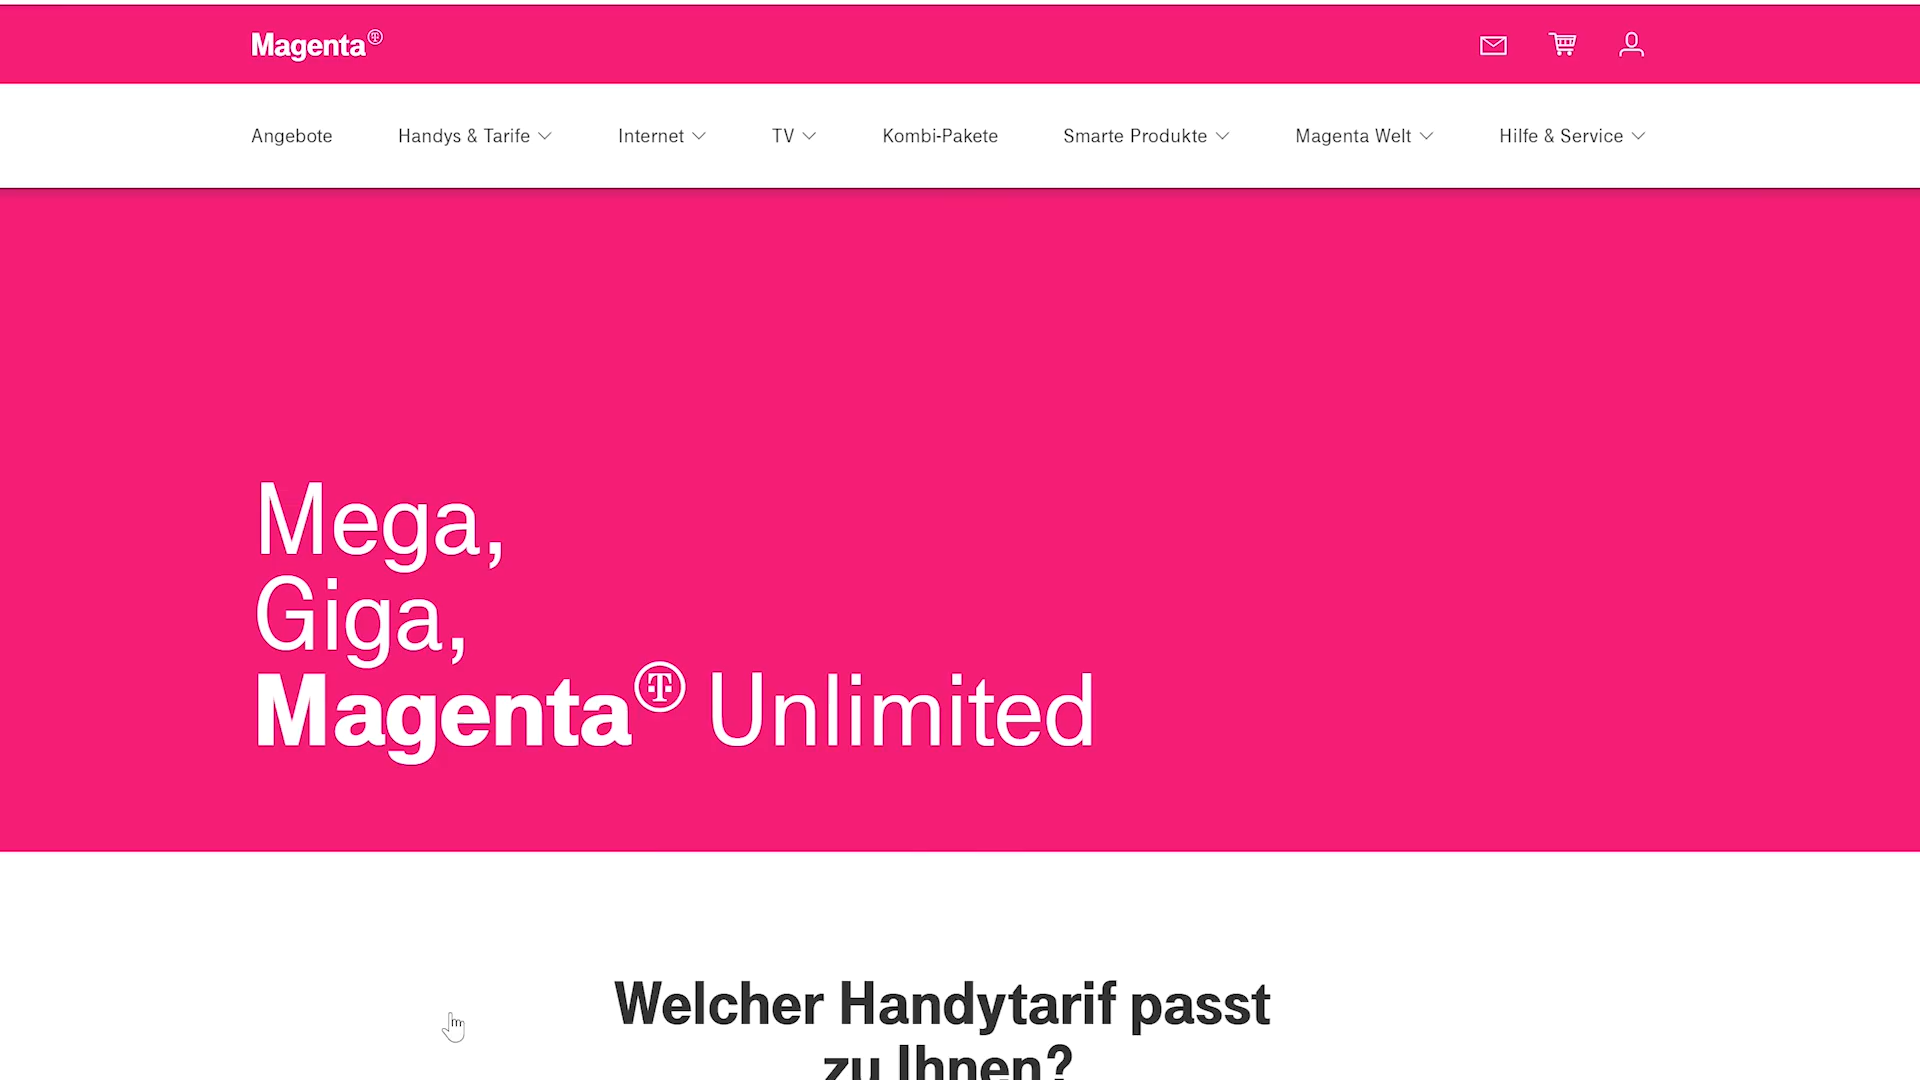 Magenta
Angebote
Handys & Tarife
Internet
TV
Kombi-Pakete
Smarte Produkte
Magenta Welt
Hilfe & Service
Mega,
Giga,
Magenta Ⓣ Unlimited
Welcher Handytarif passt
zu Ihnen?